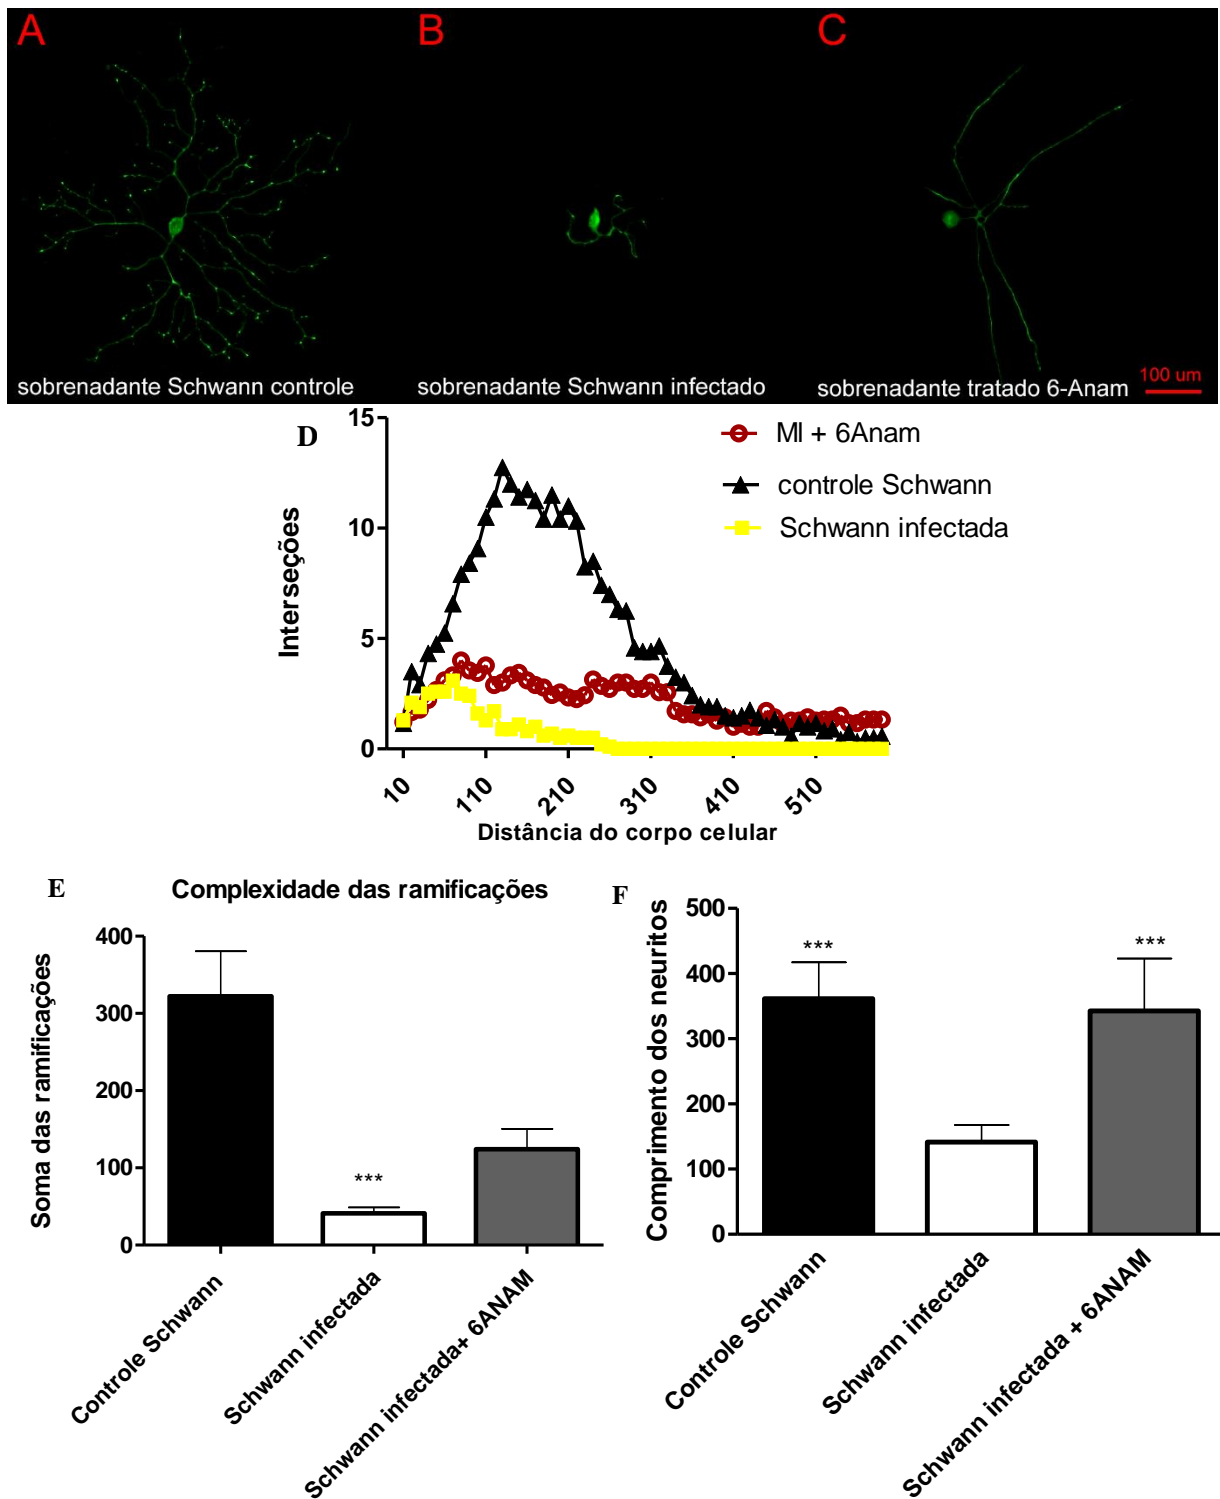 A
B
C
sobrenadante Schwann controle
sobrenadante Schwann infectado
sobrenadante tratado 6-Anam
100 um
D
15
10
5
0
Interseções
MI + 6Anam
controle Schwann
Schwann infectada
10
110
210
310
410
510
Distância do corpo celular
E
Complexidade das ramificações
400
300
200
100
0
Soma das ramificações
***
Controle Schwann
Schwann infectada
Schwann infectada+ 6ANAM
F
500
400
300
200
100
0
Comprimento dos neuritos
***
***
Controle Schwann
Schwann infectada
Schwann infectada + 6ANAM